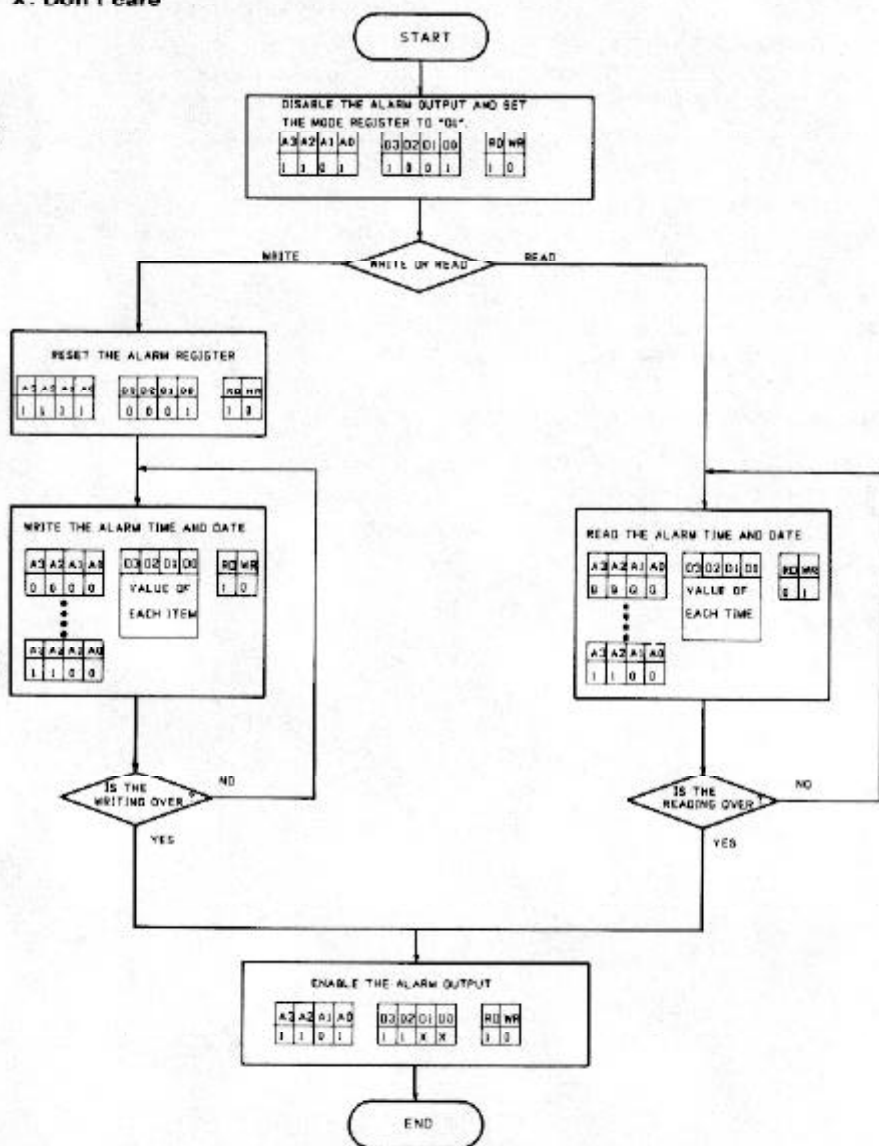 X: Don't care
START
DISABLE THE ALARM OUTPUT AND SET
THE MODE REGISTER TO "01".
A3 A2 A1 A0 D3 D2 D1 D0 RD WR
1 1 0 1 1 0 0 1 1 0
WRITE WRITE OR READ READ
RESET THE ALARM REGISTER
D3 D2 D1 D0
0 0 0 1
WRITE THE ALARM TIME AND DATE
A3 A2 A1 A0 D3 D2 D1 D0 RD WR
0 0 0 0 VALUE OF 1 0
EACH ITEM
A3 A2 A1 A0
1 1 0 0
READ THE ALARM TIME AND DATE
A3 A2 A1 A0 D3 D2 D1 D0 RD WR
0 0 0 0 VALUE OF 0 1
EACH TIME
A3 A2 A1 A0
1 1 0 0
IS THE
WRITING OVER? NO
YES
IS THE
READING OVER? NO
YES
ENABLE THE ALARM OUTPUT
A3 A2 A1 A0 D3 D2 D1 D0 RD WR
1 1 0 1 1 1 X X 1 0
END